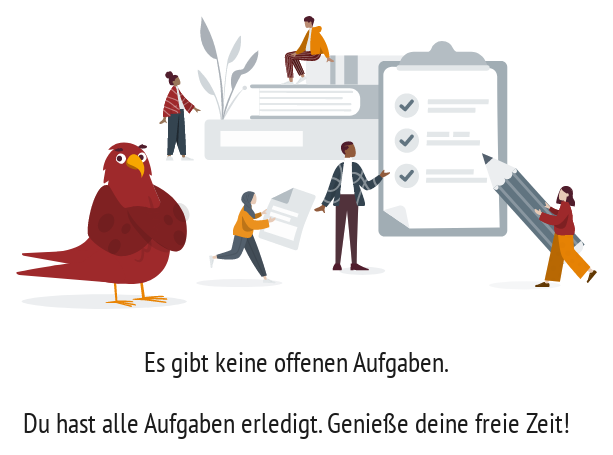 Es gibt keine offenen Aufgaben.
Du hast alle Aufgaben erledigt. Genieße deine freie Zeit!